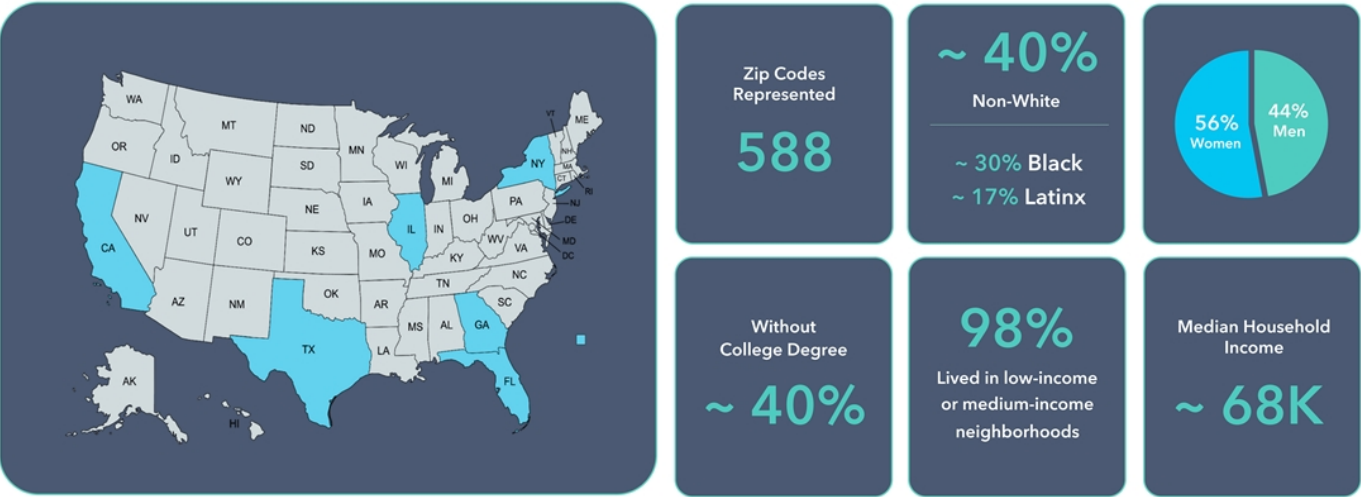 WA
OR
CA
NV
ID
MT
WY
UT
AZ
CO
NM
ND
SD
NE
KS
OK
TX
MN
IA
MO
AR
LA
WI
IL
MI
IN
OH
KY
TN
MS
AL
GA
FL
SC
NC
VA
WV
PA
NY
VT
NH
ME
MA
CT
RI
NJ
DE
MD
DC
AK
HI
Zip Codes
Represented
588
~ 40%
Non-White
~ 30% Black
~ 17% Latinx
56%
Women
44%
Men
Without
College Degree
~ 40%
98%
Lived in low-income
or medium-income
neighborhoods
Median Household
Income
~ 68K